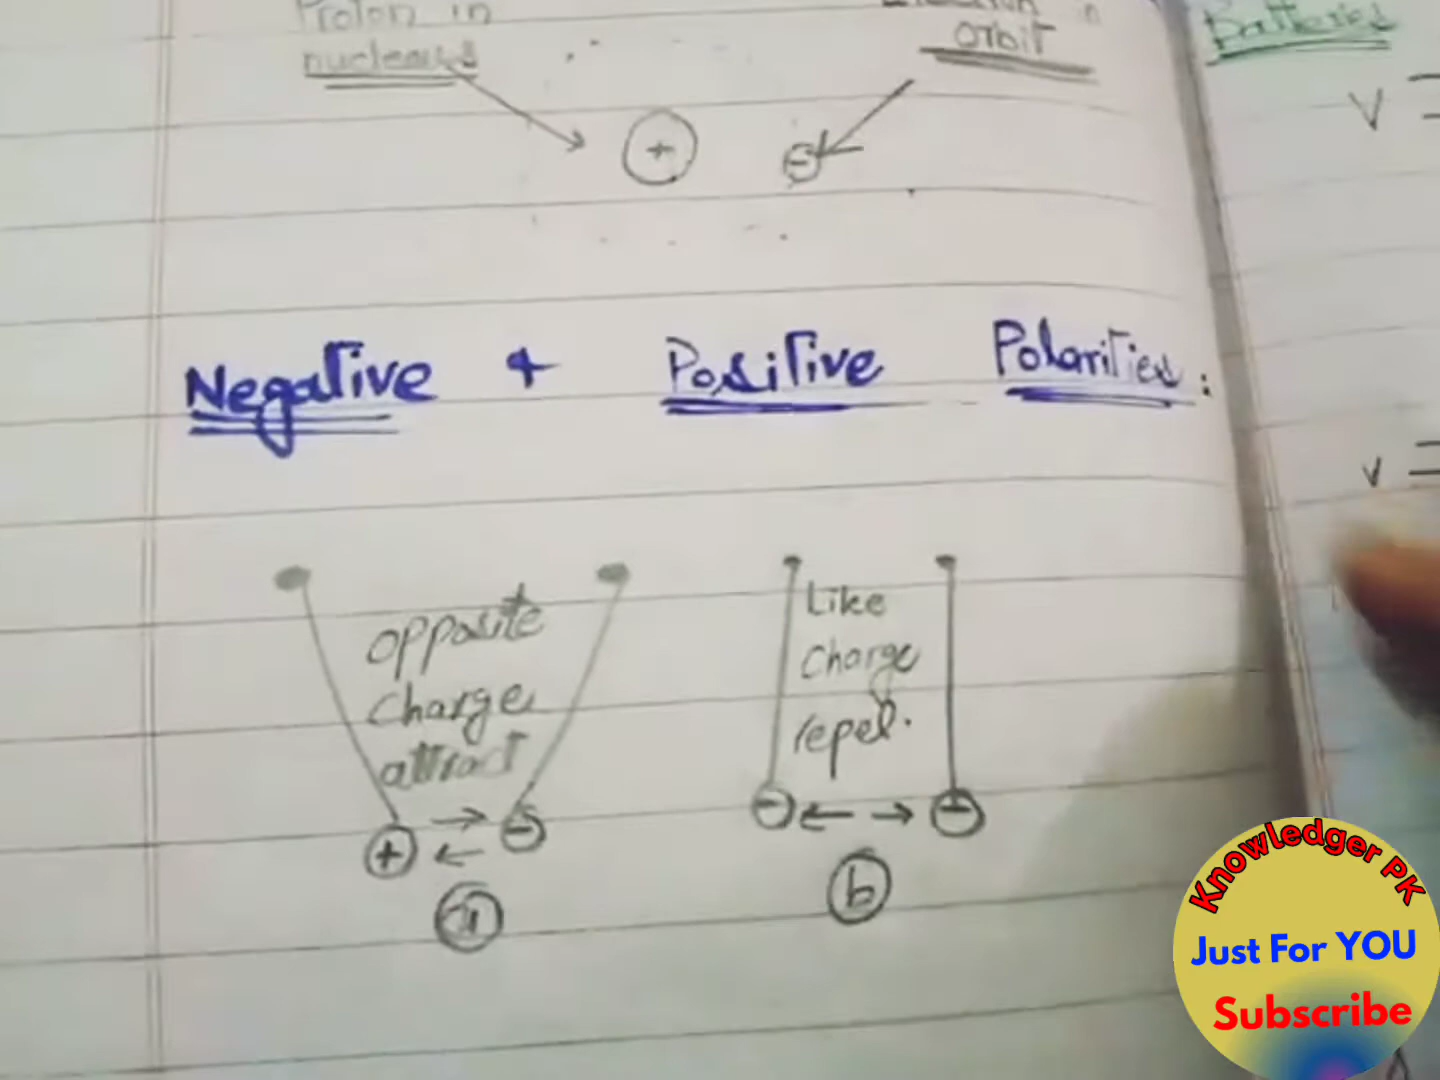 Proton in
nucleaus
orbit
Batteries
+
-
V =
Negative + Positive Polarities:
v =
opposite
charge
attract
Like
charge
repel.
+
-
-
-
a
b
Knowledger PK
Just For YOU
Subscribe